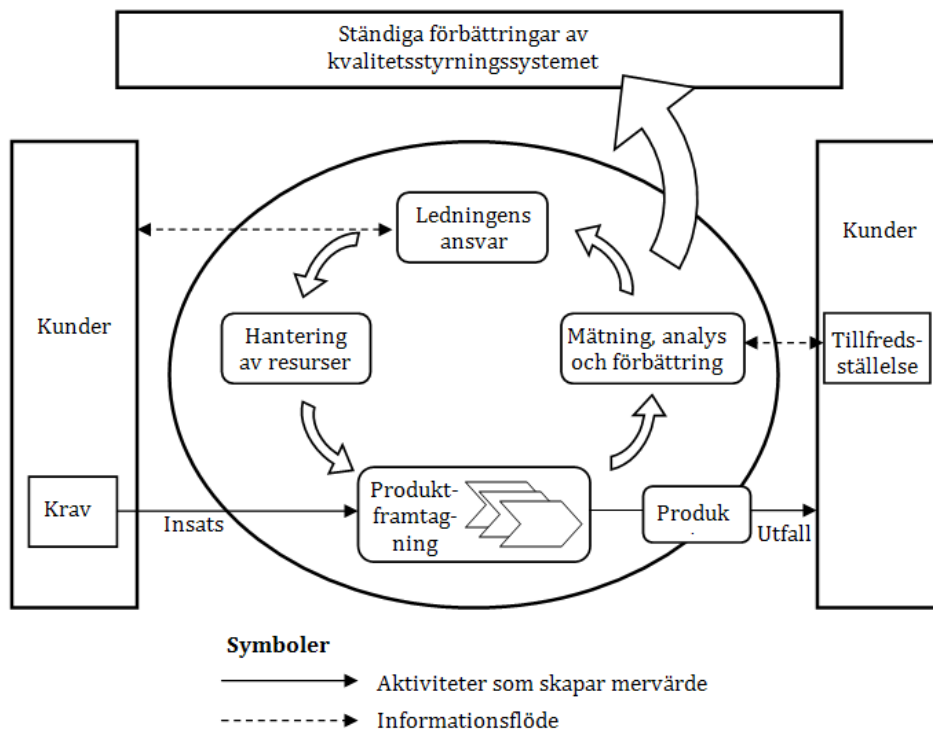 Ständiga förbättringar av
kvalitetsstyrningssystemet
Kunder
Krav
Insats
Ledningens
ansvar
Hantering
av resurser
Produkt-
framtag-
ning
Mätning, analys
och förbättring
Produk
Utfall
Kunder
Tillfreds-
ställelse
Symboler
Aktiviteter som skapar mervärde
Informationsflöde